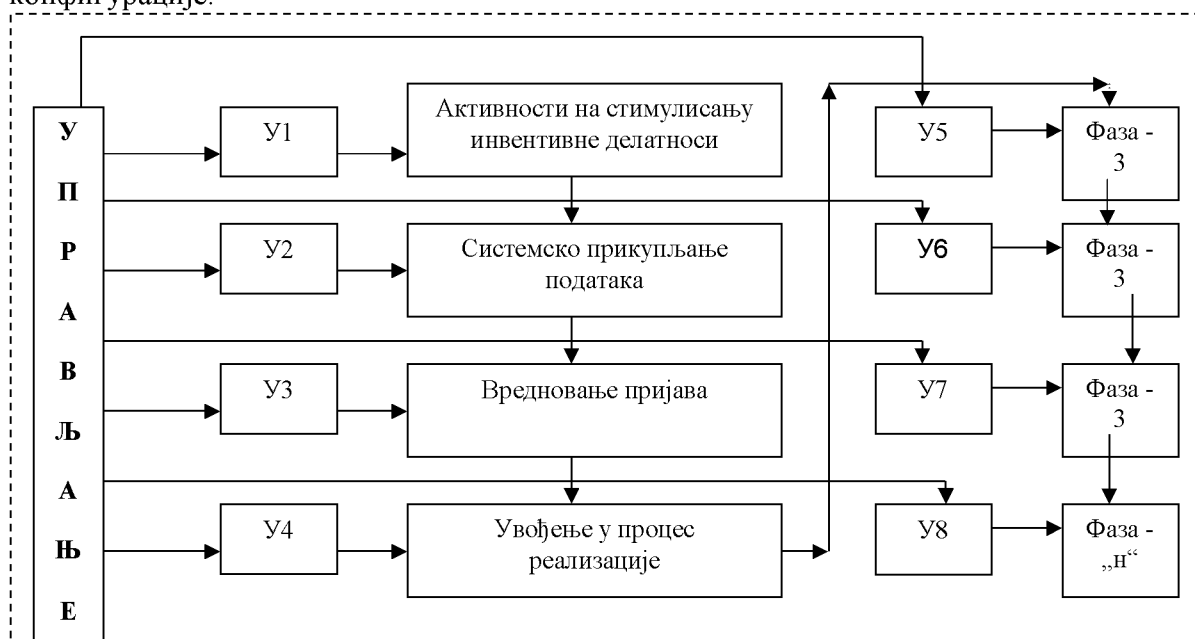 конфигурације.
У
П
Р
А
В
Љ
А
Њ
Е
У1
Активности на стимулисању
инвентивне делатноси
У5
Фаза -
3
У2
Системско прикупљање
података
У6
Фаза -
3
У3
Вредновање пријава
У7
Фаза -
3
У4
Увођење у процес
реализације
У8
Фаза -
„н“